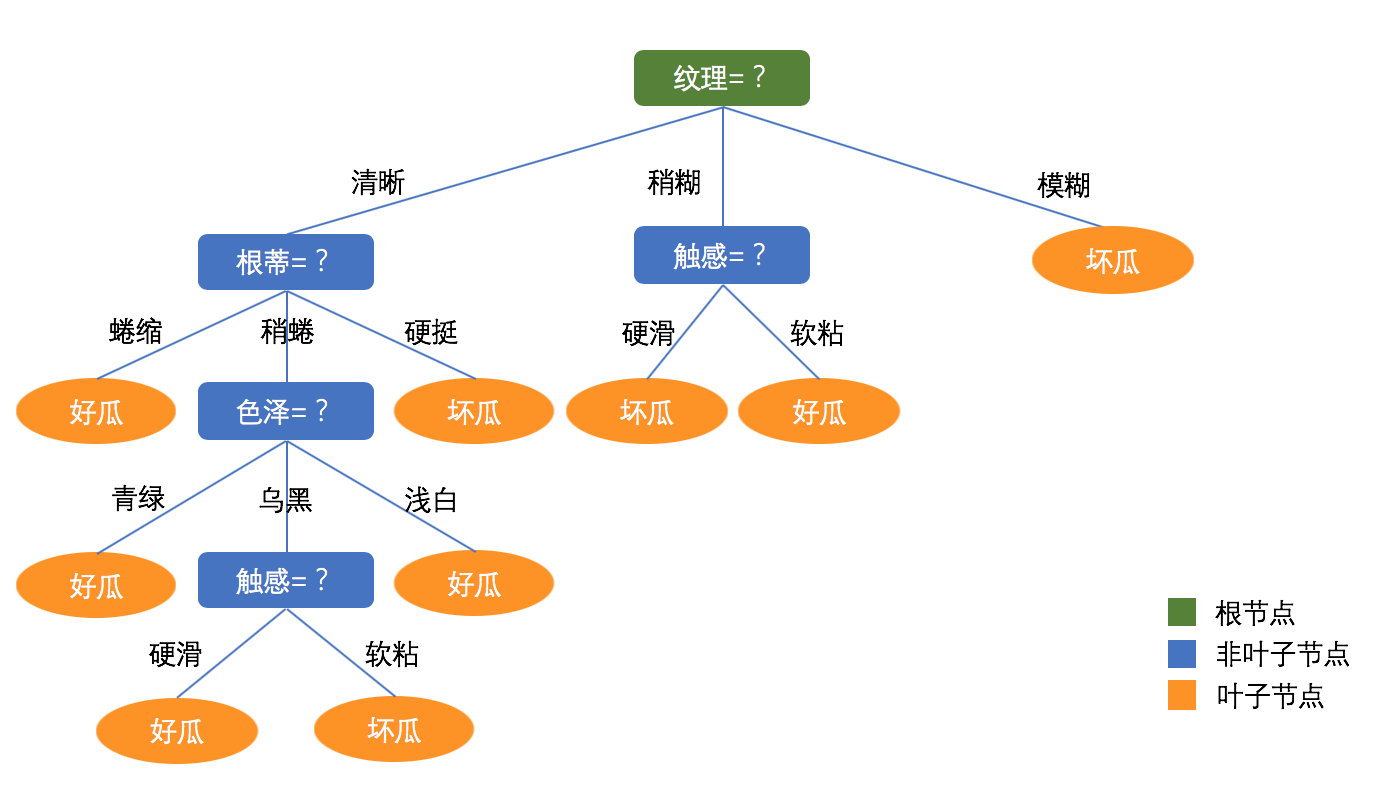 纹理=？
清晰
稍糊
模糊
根蒂=？
触感=？
坏瓜
蜷缩
稍蜷
硬挺
硬滑
软粘
好瓜
色泽=？
坏瓜
坏瓜
好瓜
青绿
乌黑
浅白
好瓜
触感=？
好瓜
硬滑
软粘
好瓜
坏瓜
根节点
非叶子节点
叶子节点